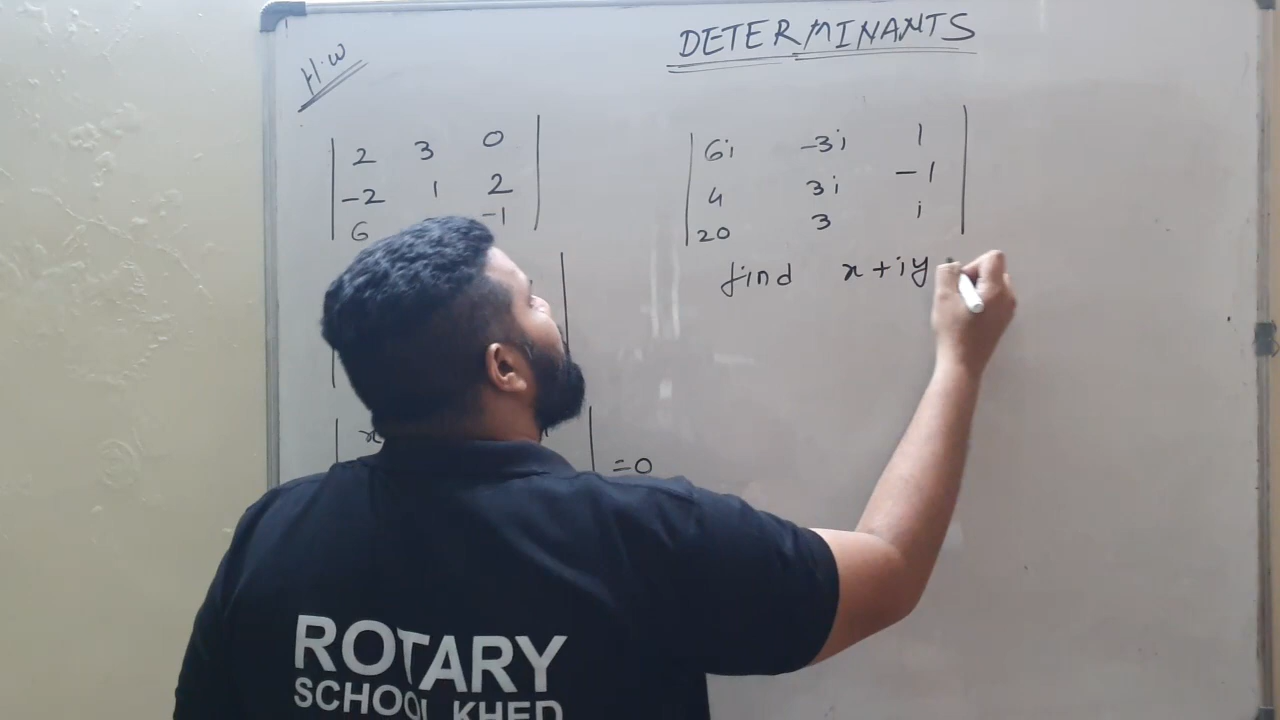 DETERMINANTS
H.W
2 3 0
-2 1 2
6 -1
= 0
6i -3i 1
4 3i -1
20 3 i
find x + iy
ROTARY
SCHOOL KHED